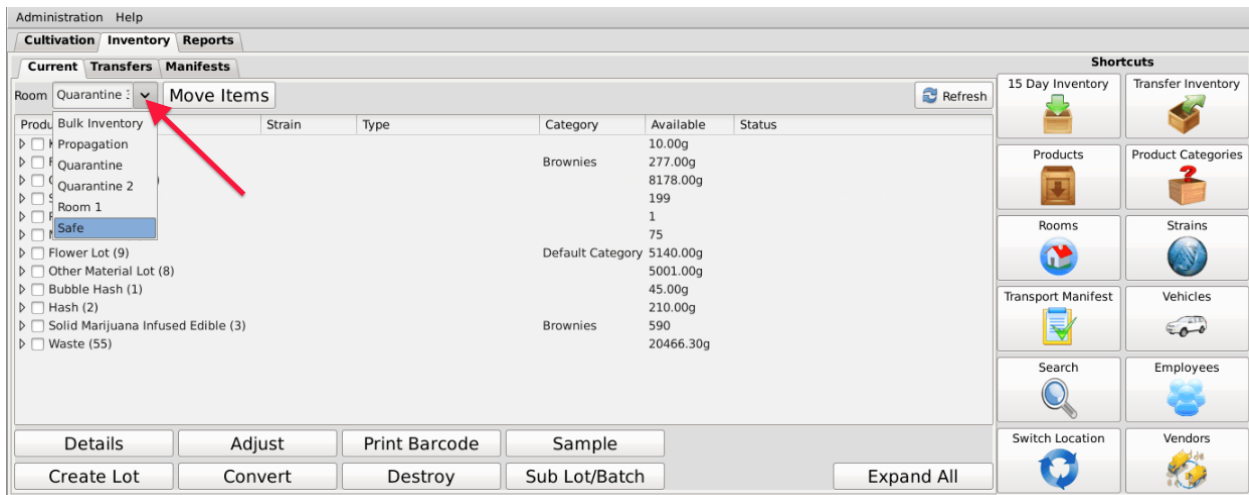 Administration Help
Cultivation Inventory Reports
Current Transfers Manifests
Room Quarantine Move Items Refresh
Strain Type Category Available Status
Bulk Inventory
Propagation
Quarantine
Quarantine 2
Room 1
Safe
10.00g
Brownies 277.00g
8178.00g
199
1
75
Flower Lot (9) Default Category 5140.00g
Other Material Lot (8) 5001.00g
Bubble Hash (1) 45.00g
Hash (2) 210.00g
Solid Marijuana Infused Edible (3) Brownies 590
Waste (55) 20466.30g
Details Adjust Print Barcode Sample
Create Lot Convert Destroy Sub Lot/Batch Expand All
Shortcuts
15 Day Inventory Transfer Inventory
Products Product Categories
Rooms Strains
Transport Manifest Vehicles
Search Employees
Switch Location Vendors